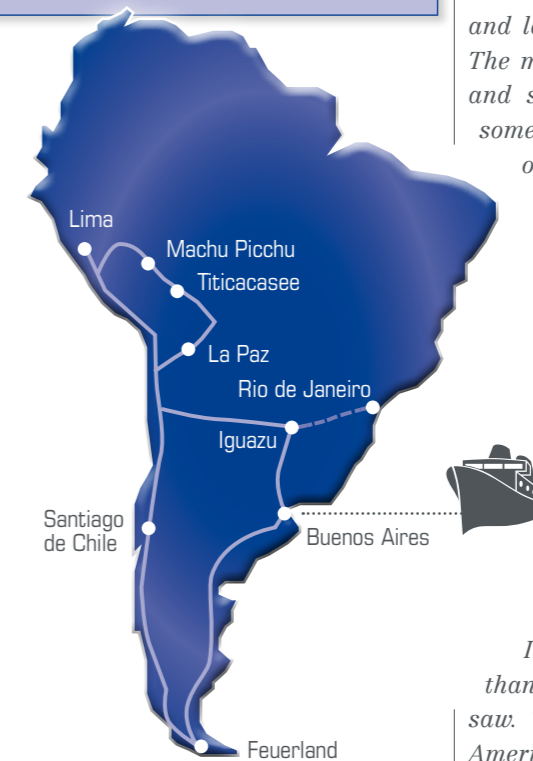 and l
The m
and s
some
o
Lima
Machu Picchu
Titicacasee
La Paz
Rio de Janeiro
Iguazu
Santiago
de Chile
Buenos Aires
Feuerland
I
than
saw.
Ameri